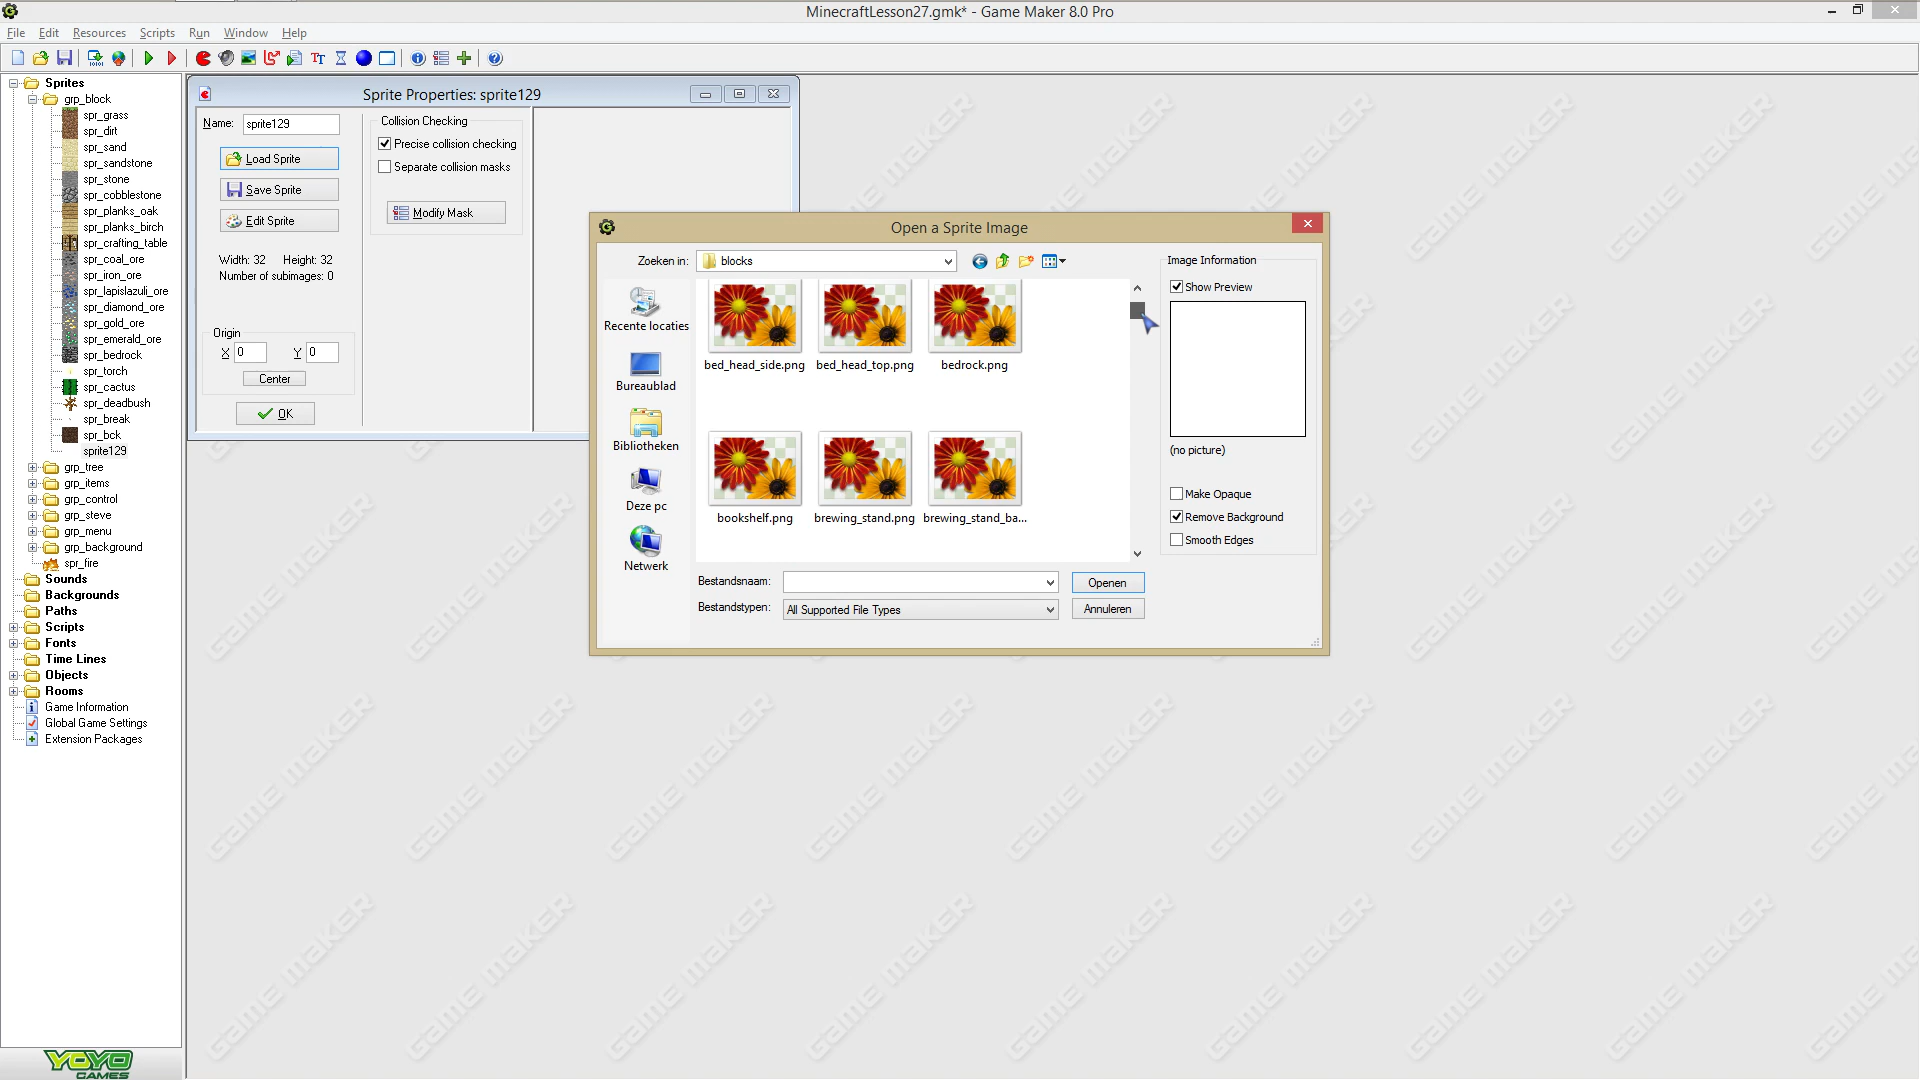 MinecraftLesson27.gmk* - Game Maker 8.0 Pro
File Edit Resources Scripts Run Window Help
Sprites
grp_block
spr_grass
spr_dirt
spr_sand
spr_sandstone
spr_stone
spr_cobblestone
spr_planks_oak
spr_planks_birch
spr_crafting_table
spr_coal_ore
spr_iron_ore
spr_lapislazuli_ore
spr_diamond_ore
spr_gold_ore
spr_emerald_ore
spr_bedrock
spr_torch
spr_cactus
spr_deadbush
spr_break
spr_bck
sprite129
grp_tree
grp_items
grp_control
grp_steve
grp_menu
grp_background
spr_fire
Sounds
Backgrounds
Paths
Scripts
Fonts
Time Lines
Objects
Rooms
Game Information
Global Game Settings
Extension Packages
YOYO
GAMES
Sprite Properties: sprite129
Name: sprite129
Load Sprite
Save Sprite
Edit Sprite
Width: 32 Height: 32
Number of subimages: 0
Origin
X 0 Y 0
Center
OK
Collision Checking
Precise collision checking
Separate collision masks
Modify Mask
Open a Sprite Image
Zoeken in: blocks
Recente locaties
Bureaublad
Bibliotheken
Deze pc
Netwerk
bed_head_side.png bed_head_top.png bedrock.png
bookshelf.png brewing_stand.png brewing_stand_ba...
Bestandsnaam:
Openen
Bestandstypen: All Supported File Types
Annuleren
Image Information
Show Preview
(no picture)
Make Opaque
Remove Background
Smooth Edges
GAME MAKER